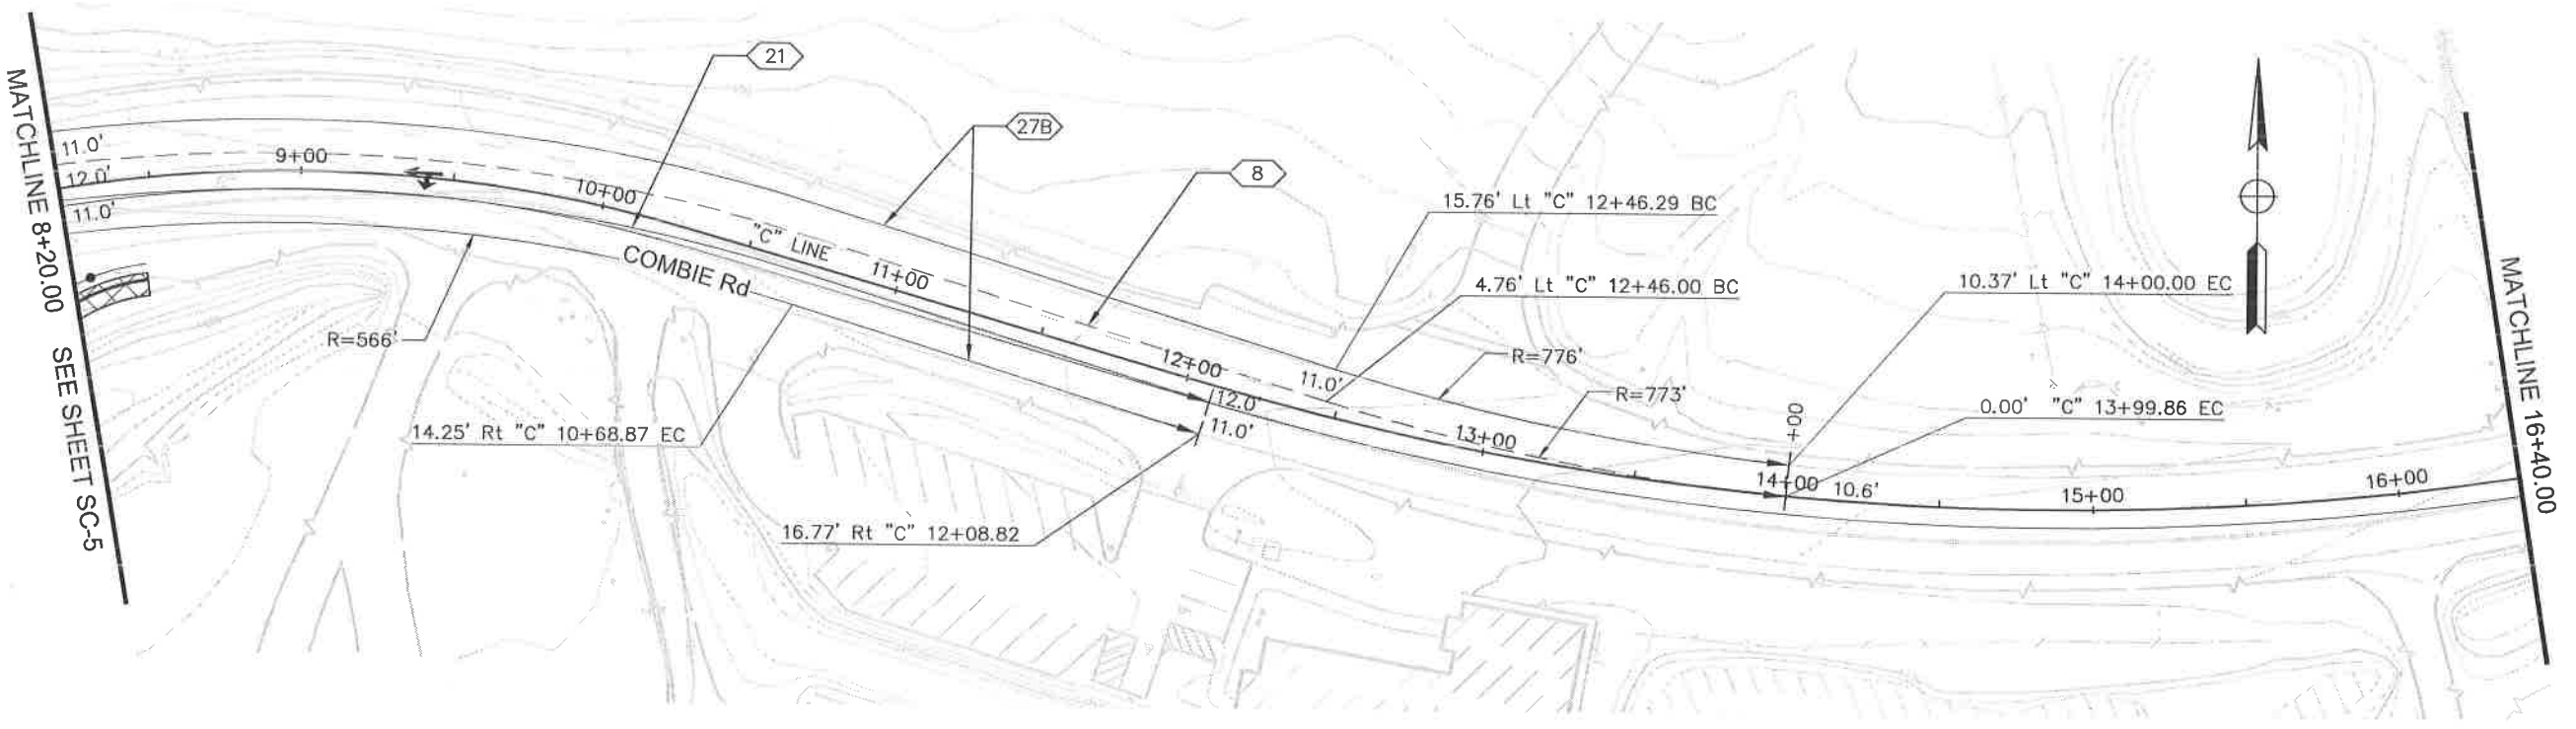 MATCHLINE 8+20.00 SEE SHEET SC-5
11.0'
12.0'
11.0'
9+00
10+00
21
27B
8
"C" LINE
11+00
COMBIE Rd
R=566'
14.25' Rt "C" 10+68.87 EC
16.77' Rt "C" 12+08.82
12+00
12.0'
11.0'
11.0'
15.76' Lt "C" 12+46.29 BC
4.76' Lt "C" 12+46.00 BC
R=776'
R=773'
13+00
10.37' Lt "C" 14+00.00 EC
0.00' "C" 13+99.86 EC
+00
14+00
10.6'
15+00
16+00
MATCHLINE 16+40.00